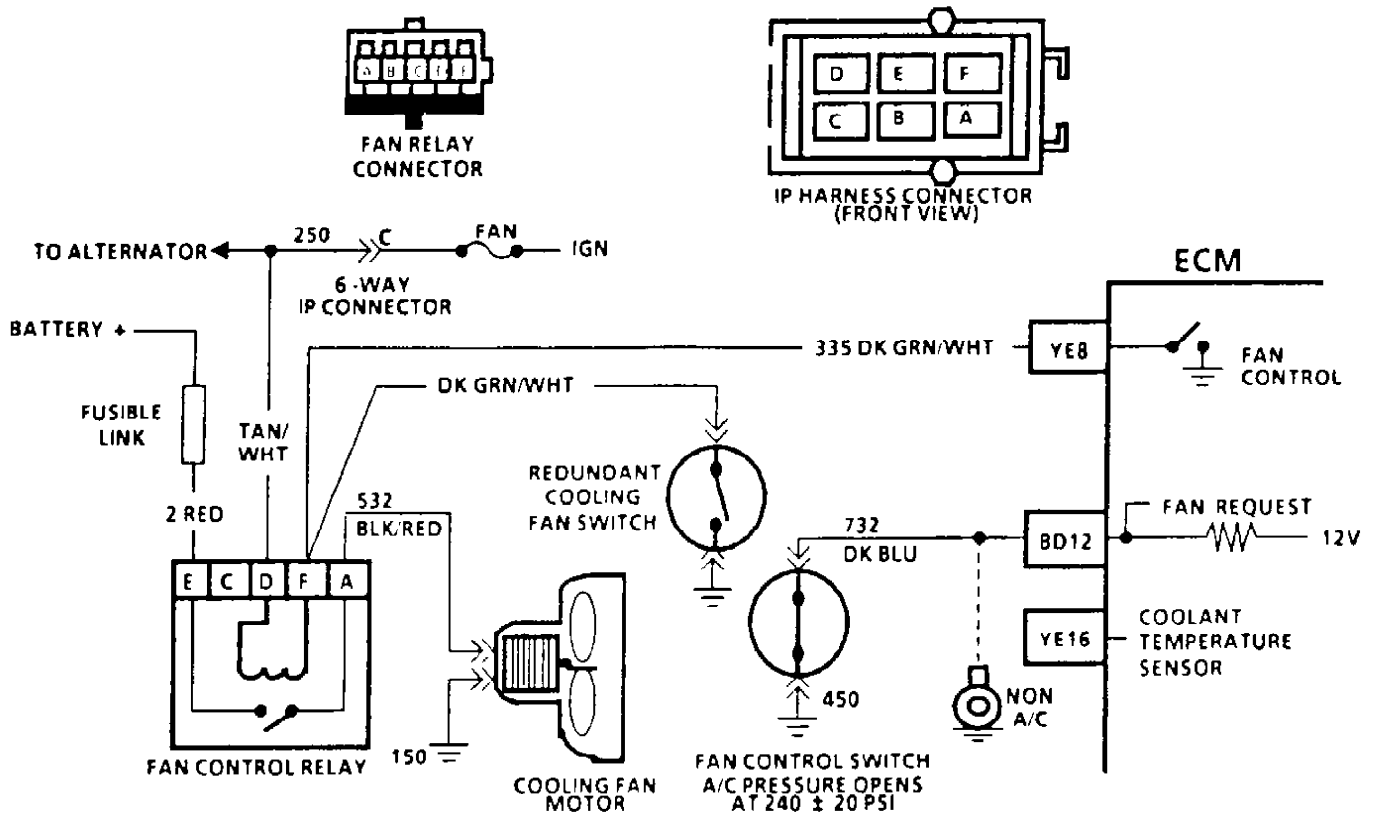 A B C D E
FAN RELAY
CONNECTOR
D E F
C B A
IP HARNESS CONNECTOR
(FRONT VIEW)
TO ALTERNATOR
250
C
FAN
IGN
6-WAY
IP CONNECTOR
ECM
BATTERY +
335 DK GRN/WHT
YE8
FAN
CONTROL
DK GRN/WHT
FUSIBLE
LINK
TAN/
WHT
REDUNDANT
COOLING
FAN SWITCH
2 RED
532
BLK/RED
732
DK BLU
BD12
FAN REQUEST
12V
E C D F A
YE16
COOLANT
TEMPERATURE
SENSOR
450
NON
A/C
150
FAN CONTROL RELAY
COOLING FAN
MOTOR
FAN CONTROL SWITCH
A/C PRESSURE OPENS
AT 240 ± 20 PSI